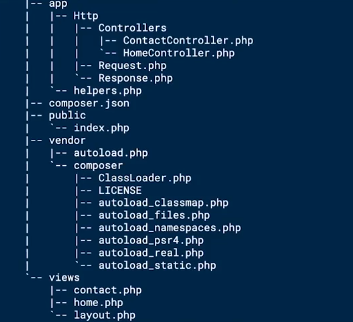 |-- app
|   |-- Http
|   |   |-- Controllers
|   |   |   |-- ContactController.php
|   |   |   `-- HomeController.php
|   |   |-- Request.php
|   |   `-- Response.php
|   `-- helpers.php
|-- composer.json
|-- public
|   `-- index.php
|-- vendor
|   |-- autoload.php
|   `-- composer
|       |-- ClassLoader.php
|       |-- LICENSE
|       |-- autoload_classmap.php
|       |-- autoload_files.php
|       |-- autoload_namespaces.php
|       |-- autoload_psr4.php
|       |-- autoload_real.php
|       `-- autoload_static.php
`-- views
    |-- contact.php
    |-- home.php
    `-- layout.php